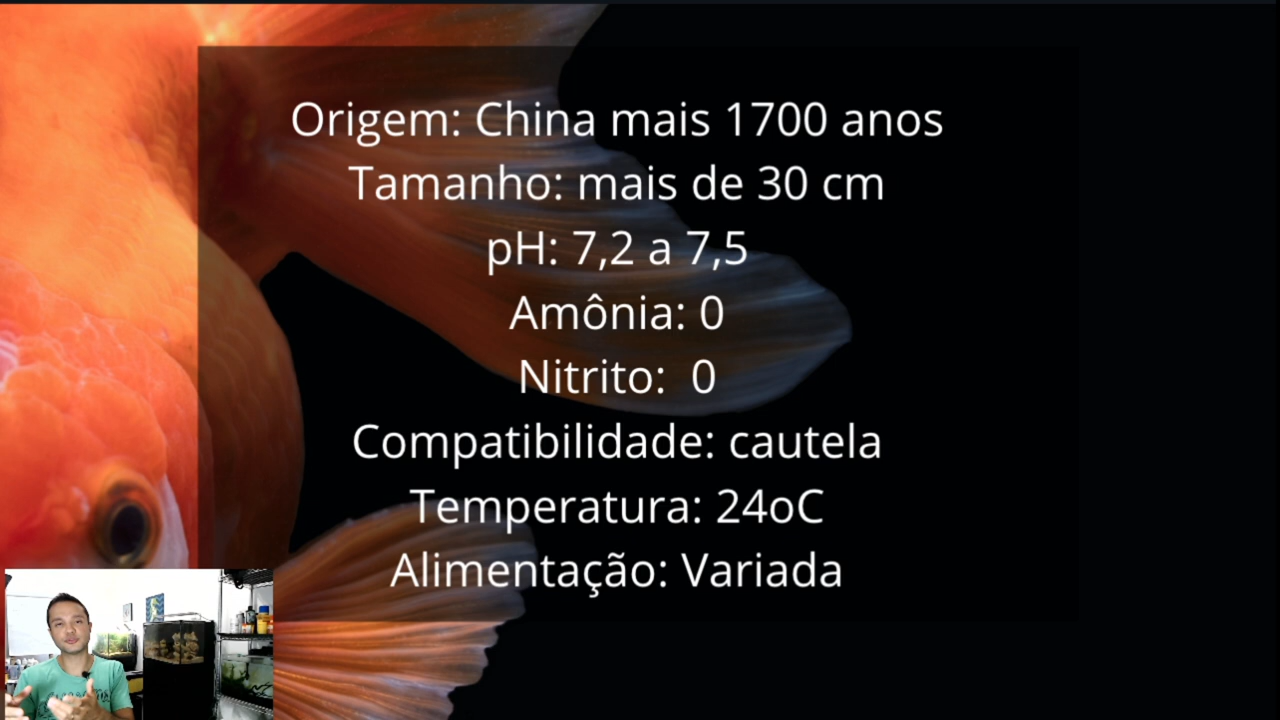 Origem: China mais 1700 anos
Tamanho: mais de 30 cm
pH: 7,2 a 7,5
Amônia: 0
Nitrito: 0
Compatibilidade: cautela
Temperatura: 24oC
Alimentação: Variada